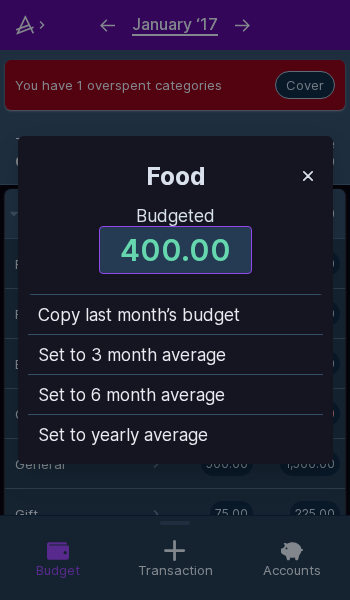 January ‘17
You have 1 overspent categories
Cover
Food
Budgeted
400.00
Copy last month’s budget
Set to 3 month average
Set to 6 month average
Set to yearly average
General
500.00
1,500.00
Gift
75.00
225.00
Budget
Transaction
Accounts